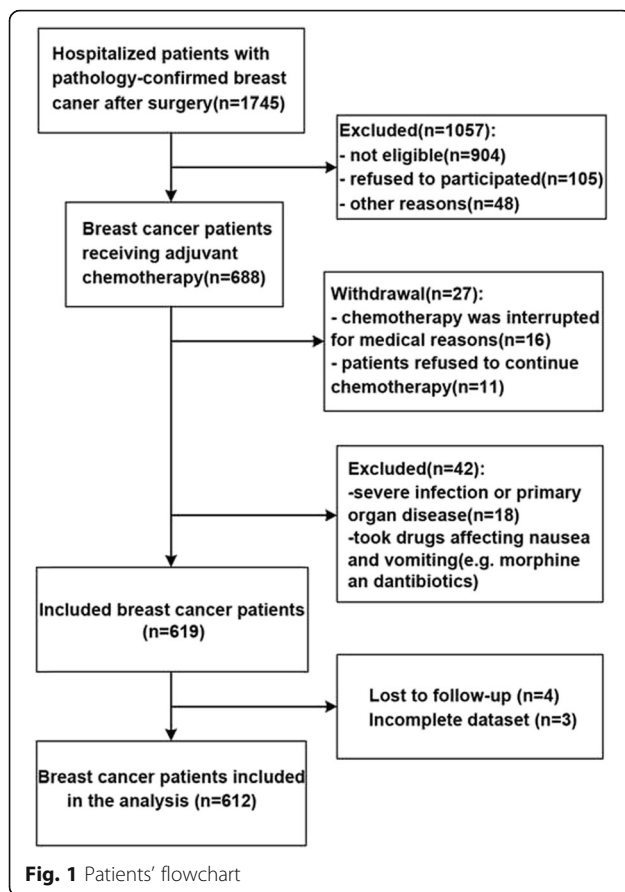 Hospitalized patients with
pathology-confirmed breast
caner after surgery(n=1745)
Excluded(n=1057):
- not eligible(n=904)
- refused to participated(n=105)
- other reasons(n=48)
Breast cancer patients
receiving adjuvant
chemotherapy(n=688)
Withdrawal(n=27):
- chemotherapy was interrupted
for medical reasons(n=16)
- patients refused to continue
chemotherapy(n=11)
Excluded(n=42):
-severe infection or primary
organ disease(n=18)
-took drugs affecting nausea
and vomiting(e.g. morphine
an dantibiotics)
Included breast cancer patients
(n=619)
Lost to follow-up (n=4)
Incomplete dataset (n=3)
Breast cancer patients included
in the analysis (n=612)
Fig. 1 Patients' flowchart